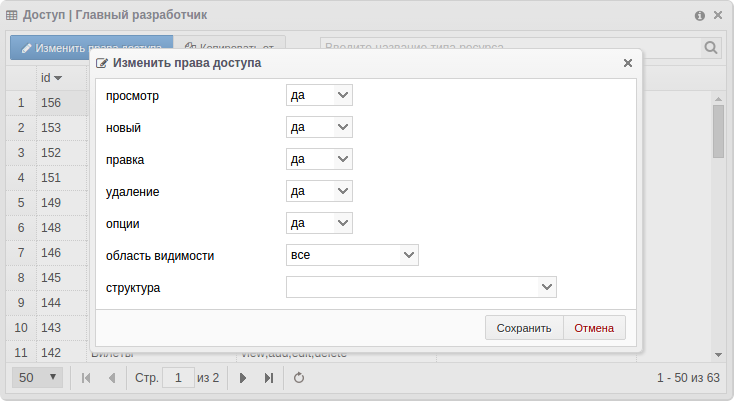 Доступ | Главный разработчик
Изменить права доступа
Копировать от
Введите название типа ресурса
id
1 156
2 153
3 152
4 151
5 149
6 148
7 146
8 145
9 144
10 143
11 142 Билеты view,add,edit,delete
Изменить права доступа
просмотр да
новый да
правка да
удаление да
опции да
область видимости все
структура
Сохранить Отмена
50 Стр. 1 из 2 1 - 50 из 63